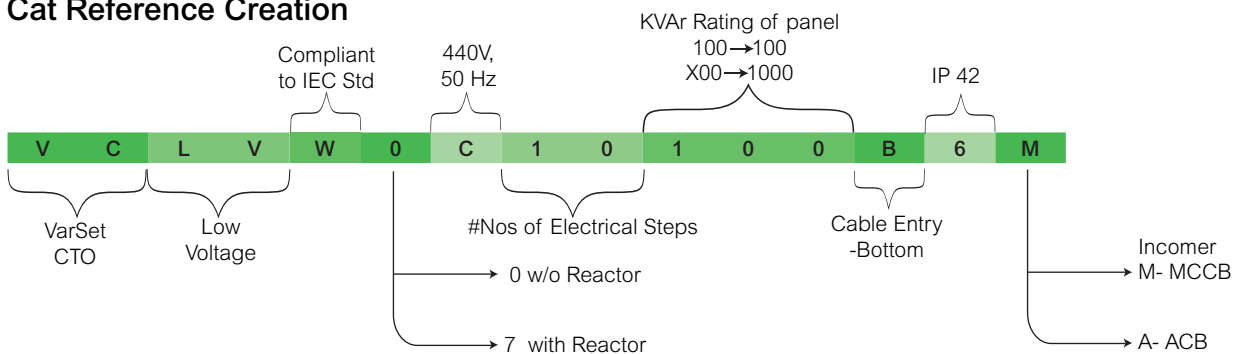 Cat Reference Creation
KVAr Rating of panel
100→100
X00→1000
Compliant
to IEC Std
440V,
50 Hz
IP 42
V C L V W 0 C 1 0 1 0 0 B 6 M
VarSet
CTO
Low
Voltage
#Nos of Electrical Steps
Cable Entry
-Bottom
0 w/o Reactor
7 with Reactor
Incomer
M- MCCB
A- ACB